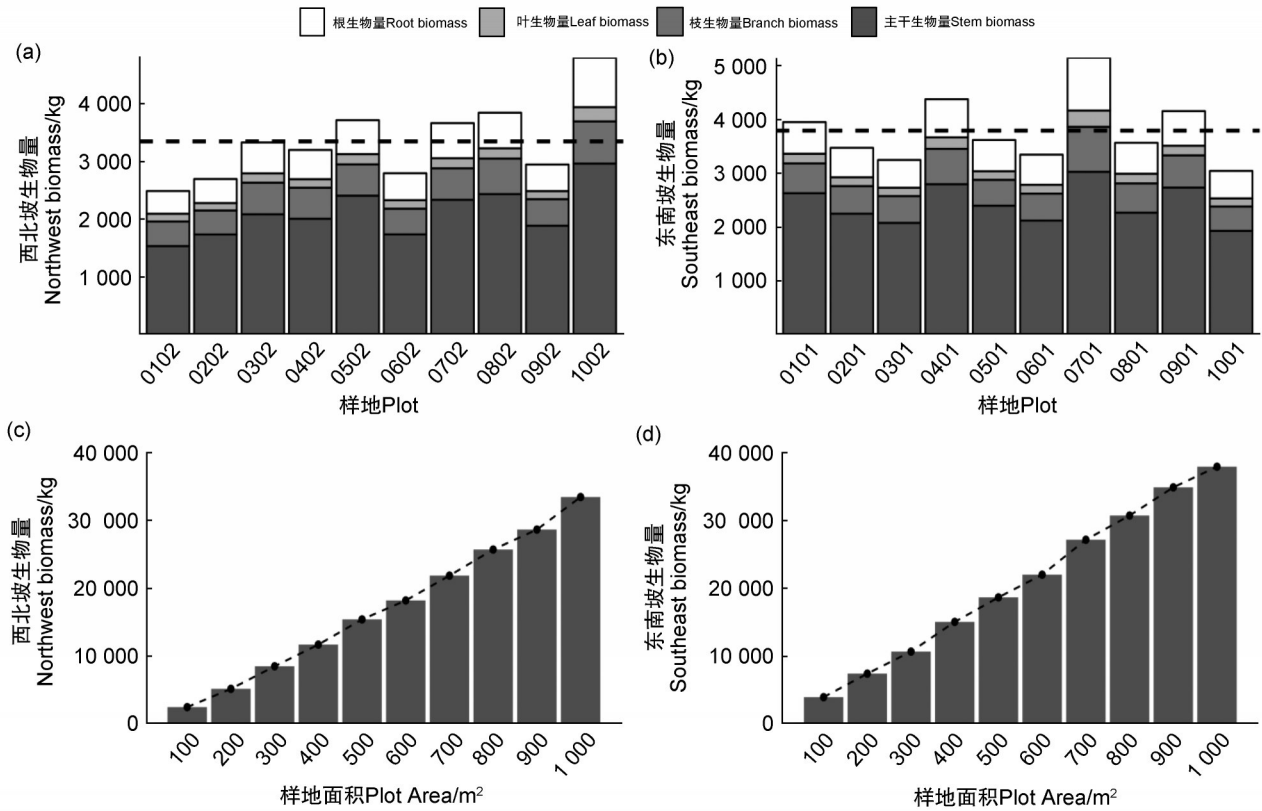 根生物量Root biomass 叶生物量Leaf biomass 枝生物量Branch biomass 主干生物量Stem biomass
(a)
西北坡生物量
Northwest biomass/kg
4 000
3 000
2 000
1 000
0102 0202 0302 0402 0502 0602 0702 0802 0902 1002
样地Plot
(b)
东南坡生物量
Southeast biomass/kg
5 000
4 000
3 000
2 000
1 000
0101 0201 0301 0401 0501 0601 0701 0801 0901 1001
样地Plot
(c)
西北坡生物量
Northwest biomass/kg
40 000
30 000
20 000
10 000
0
100 200 300 400 500 600 700 800 900 1 000
样地面积Plot Area/m²
(d)
东南坡生物量
Southeast biomass/kg
40 000
30 000
20 000
10 000
0
100 200 300 400 500 600 700 800 900 1 000
样地面积Plot Area/m²